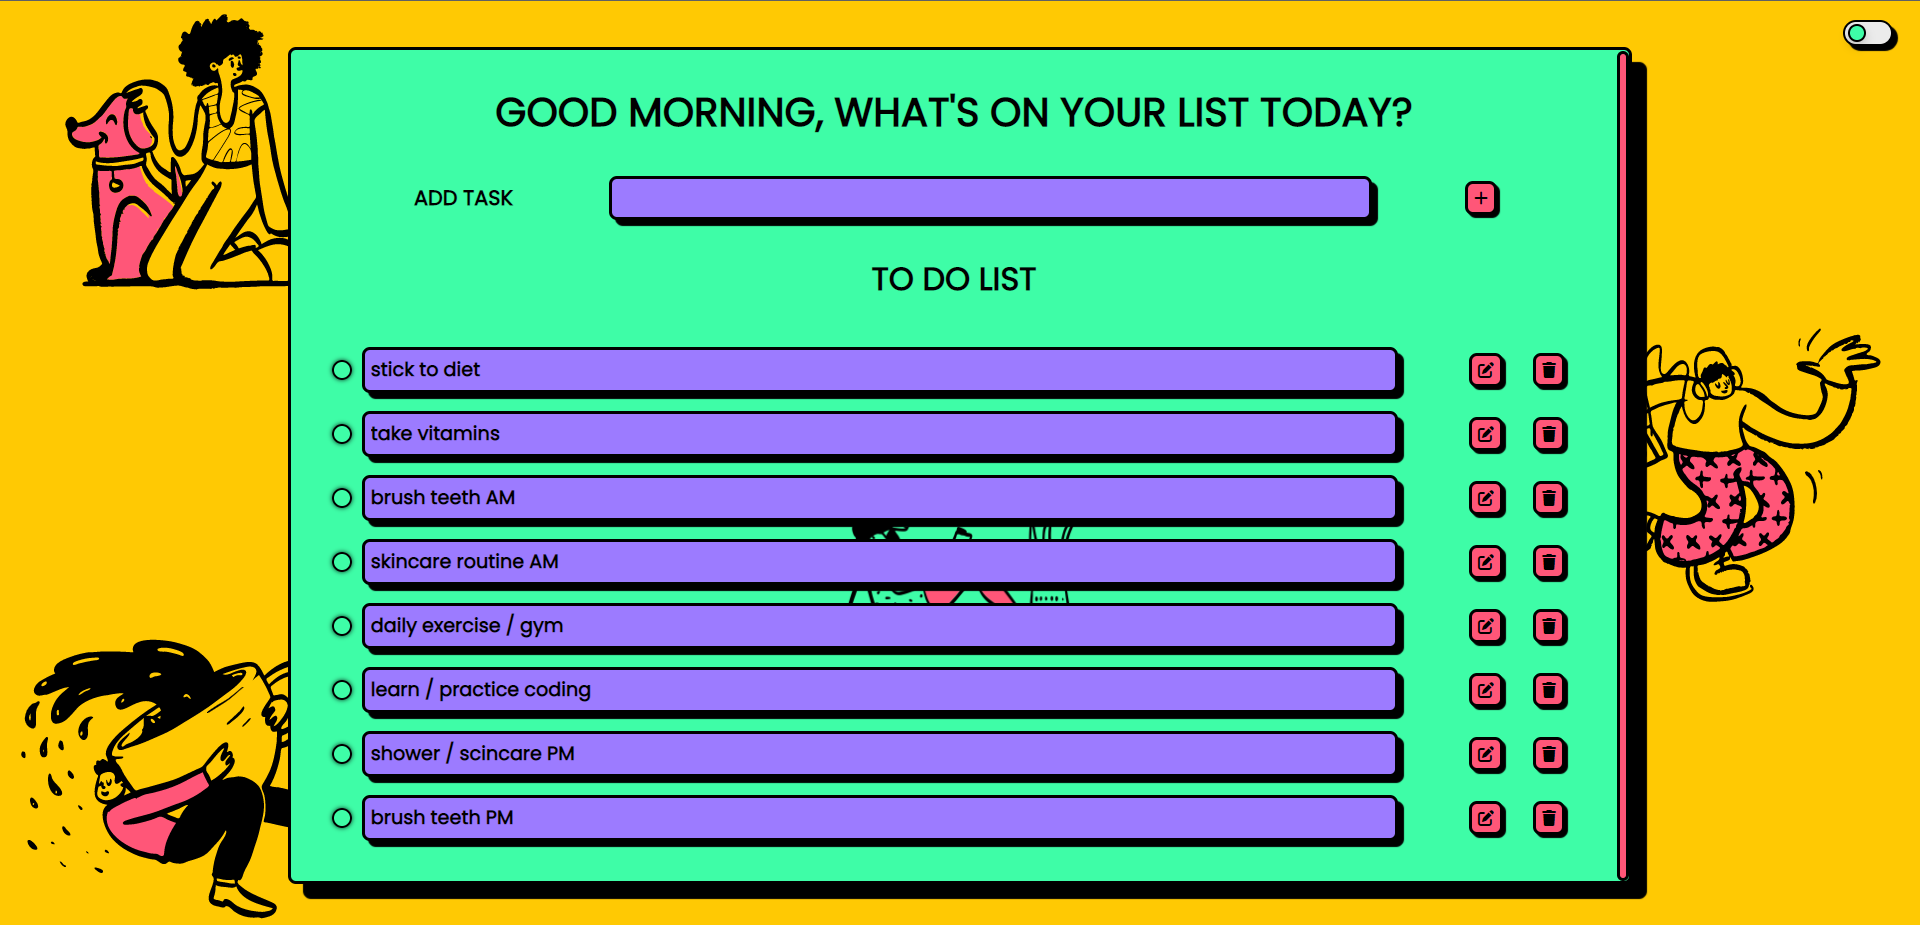 GOOD MORNING, WHAT'S ON YOUR LIST TODAY?
ADD TASK
TO DO LIST
stick to diet
take vitamins
brush teeth AM
skincare routine AM
daily exercise / gym
learn / practice coding
shower / scincare PM
brush teeth PM